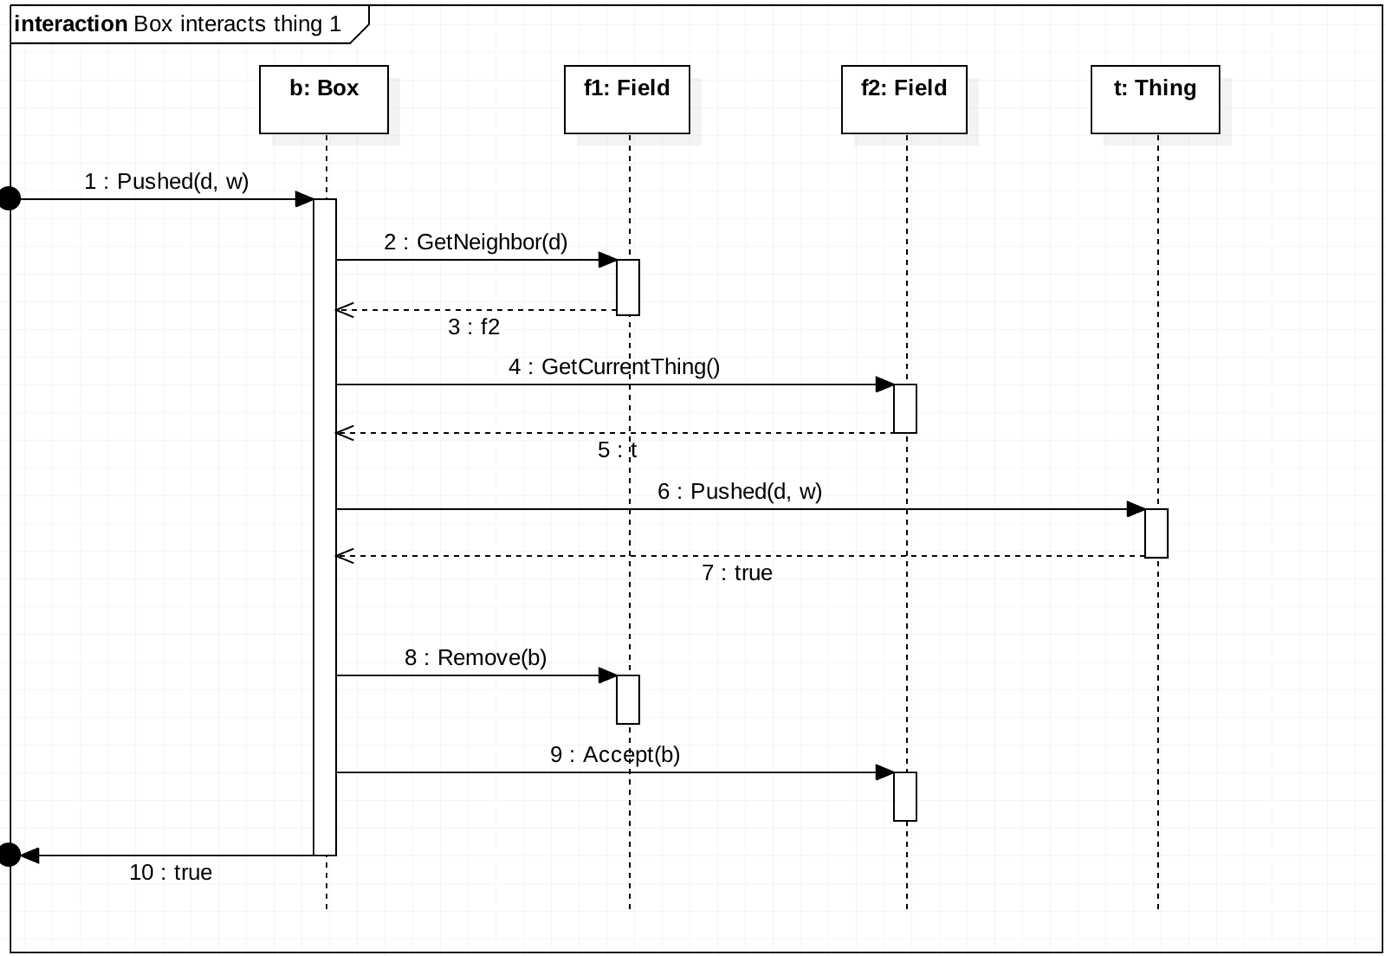 interaction Box interacts thing 1
b: Box
f1: Field
f2: Field
t: Thing
1 : Pushed(d, w)
2 : GetNeighbor(d)
3 : f2
4 : GetCurrentThing()
5 : t
6 : Pushed(d, w)
7 : true
8 : Remove(b)
9 : Accept(b)
10 : true